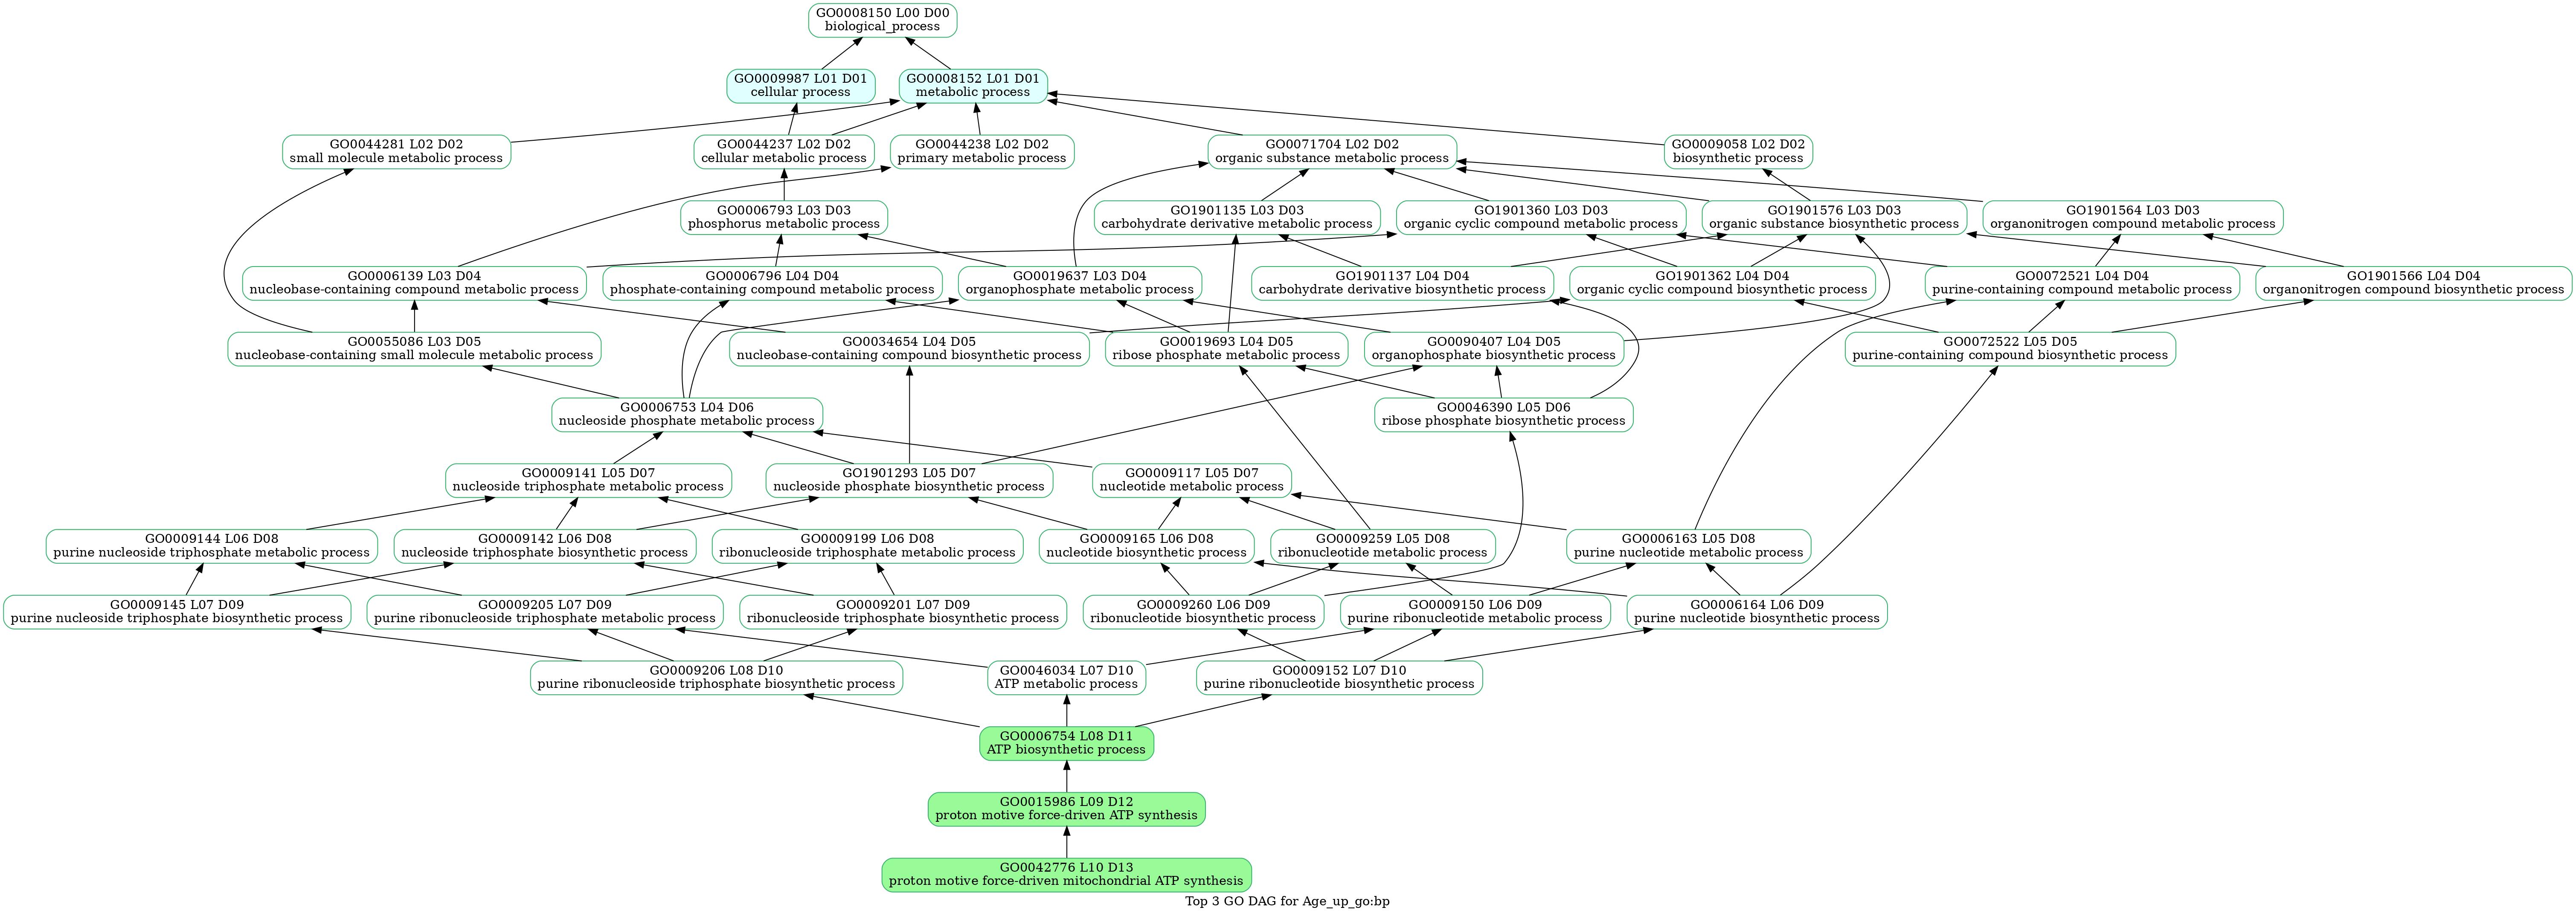 GO0008150 L00 D00
biological_process
GO0009987 L01 D01
cellular process
GO0008152 L01 D01
metabolic process
GO0044281 L02 D02
small molecule metabolic process
GO0044237 L02 D02
cellular metabolic process
GO0044238 L02 D02
primary metabolic process
GO0071704 L02 D02
organic substance metabolic process
GO0009058 L02 D02
biosynthetic process
GO0006793 L03 D03
phosphorus metabolic process
GO1901135 L03 D03
carbohydrate derivative metabolic process
GO1901360 L03 D03
organic cyclic compound metabolic process
GO1901576 L03 D03
organic substance biosynthetic process
GO1901564 L03 D03
organonitrogen compound metabolic process
GO0006139 L03 D04
nucleobase-containing compound metabolic process
GO0006796 L04 D04
phosphate-containing compound metabolic process
GO0019637 L03 D04
organophosphate metabolic process
GO1901137 L04 D04
carbohydrate derivative biosynthetic process
GO1901362 L04 D04
organic cyclic compound biosynthetic process
GO0072521 L04 D04
purine-containing compound metabolic process
GO1901566 L04 D04
organonitrogen compound biosynthetic process
GO0055086 L03 D05
nucleobase-containing small molecule metabolic process
GO0034654 L04 D05
nucleobase-containing compound biosynthetic process
GO0019693 L04 D05
ribose phosphate metabolic process
GO0090407 L04 D05
organophosphate biosynthetic process
GO0072522 L05 D05
purine-containing compound biosynthetic process
GO0006753 L04 D06
nucleoside phosphate metabolic process
GO0046390 L05 D06
ribose phosphate biosynthetic process
GO0009141 L05 D07
nucleoside triphosphate metabolic process
GO1901293 L05 D07
nucleoside phosphate biosynthetic process
GO0009117 L05 D07
nucleotide metabolic process
GO0009144 L06 D08
purine nucleoside triphosphate metabolic process
GO0009142 L06 D08
nucleoside triphosphate biosynthetic process
GO0009199 L06 D08
ribonucleoside triphosphate metabolic process
GO0009165 L06 D08
nucleotide biosynthetic process
GO0009259 L05 D08
ribonucleotide metabolic process
GO0006163 L05 D08
purine nucleotide metabolic process
GO0009145 L07 D09
purine nucleoside triphosphate biosynthetic process
GO0009205 L07 D09
purine ribonucleoside triphosphate metabolic process
GO0009201 L07 D09
ribonucleoside triphosphate biosynthetic process
GO0009260 L06 D09
ribonucleotide biosynthetic process
GO0009150 L06 D09
purine ribonucleotide metabolic process
GO0006164 L06 D09
purine nucleotide biosynthetic process
GO0009206 L08 D10
purine ribonucleoside triphosphate biosynthetic process
GO0046034 L07 D10
ATP metabolic process
GO0009152 L07 D10
purine ribonucleotide biosynthetic process
GO0006754 L08 D11
ATP biosynthetic process
GO0015986 L09 D12
proton motive force-driven ATP synthesis
GO0042776 L10 D13
proton motive force-driven mitochondrial ATP synthesis
Top 3 GO DAG for Age_up_go:bp